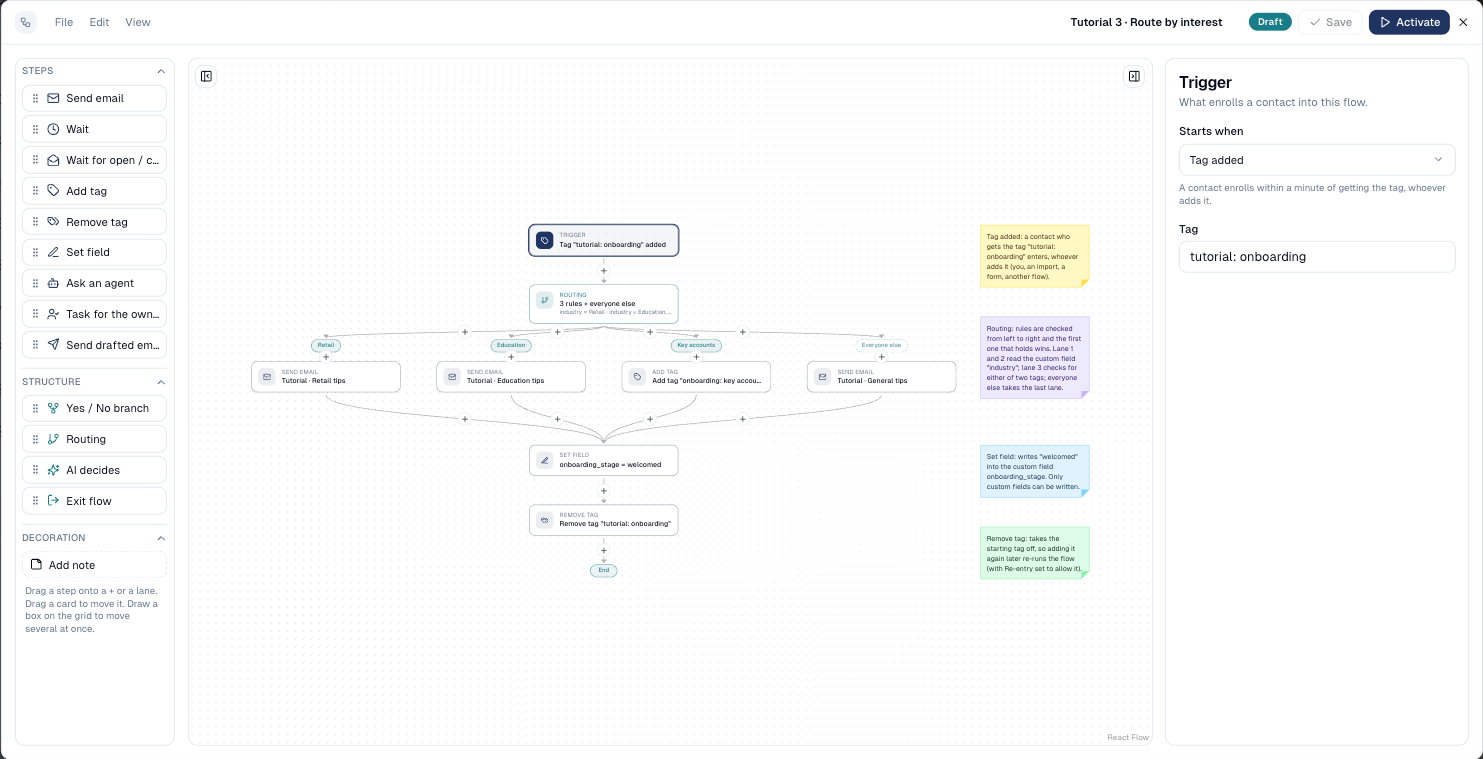 File Edit View
Tutorial 3 · Route by interest
Draft
Save
Activate
STEPS
Send email
Wait
Wait for open / c...
Add tag
Remove tag
Set field
Ask an agent
Task for the own...
Send drafted em...
STRUCTURE
Yes / No branch
Routing
AI decides
Exit flow
DECORATION
Add note
Drag a step onto a + or a lane.
Drag a card to move it. Draw a
box on the grid to move
several at once.
TRIGGER
Tag "tutorial: onboarding" added
ROUTING
3 rules + everyone else
industry = Retail · industry = Education, ...
Retail
Education
Key accounts
Everyone else
SEND EMAIL
Tutorial · Retail tips
SEND EMAIL
Tutorial · Education tips
ADD TAG
Add tag "onboarding: key accou...
SEND EMAIL
Tutorial · General tips
SET FIELD
onboarding_stage = welcomed
REMOVE TAG
Remove tag "tutorial: onboarding"
End
Tag added: a contact who
gets the tag "tutorial:
onboarding" enters, whoever
adds it (you, an import, a
form, another flow).
Routing: rules are checked
from left to right and the first
one that holds wins. Lane 1
and 2 read the custom field
"industry"; lane 3 checks for
either of two tags; everyone
else takes the last lane.
Set field: writes "welcomed"
into the custom field
onboarding_stage. Only
custom fields can be written.
Remove tag: takes the
starting tag off, so adding it
again later re-runs the flow
(with Re-entry set to allow it).
React Flow
Trigger
What enrolls a contact into this flow.
Starts when
Tag added
A contact enrolls within a minute of getting the tag, whoever
adds it.
Tag
tutorial: onboarding